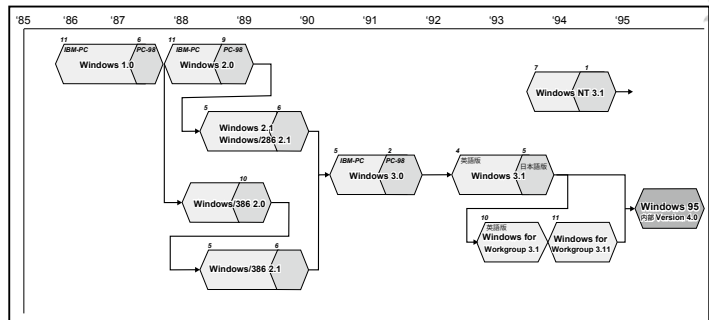 '85 '86 '87 '88 '89 '90 '91 '92 '93 '94 '95
11 6 11 9
IBM-PC PC-98 IBM-PC PC-98
Windows 1.0 Windows 2.0
7 1
Windows NT 3.1
5 6
Windows 2.1
Windows/286 2.1
5 2 4 5
IBM-PC PC-98 英語版 日本語版
Windows 3.0 Windows 3.1
10
Windows/386 2.0
Windows 95
内部 Version 4.0
10 11
英語版
Windows for Windows for
Workgroup 3.1 Workgroup 3.11
5 6
Windows/386 2.1